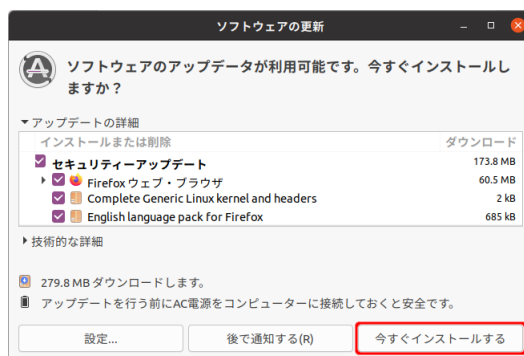 ソフトウェアの更新
ソフトウェアのアップデータが利用可能です。今すぐインストールし
ますか？
アップデートの詳細
インストールまたは削除 ダウンロード
セキュリティーアップデート 173.8 MB
Firefox ウェブ・ブラウザ 60.5 MB
Complete Generic Linux kernel and headers 2 kB
English language pack for Firefox 685 kB
技術的な詳細
279.8 MB ダウンロードします。
アップデートを行う前にAC電源をコンピューターに接続しておくと安全です。
設定... 後で通知する(R) 今すぐインストールする